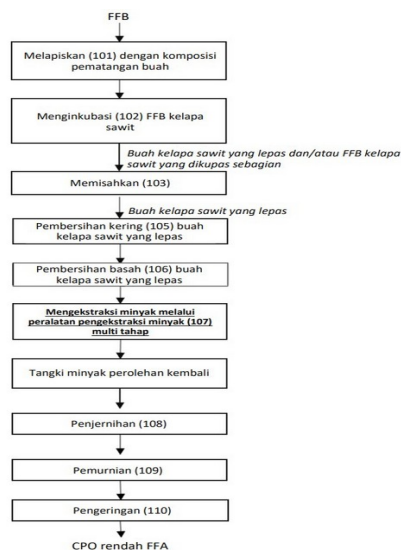 FFB
Melapiskan (101) dengan komposisi
pematangan buah
Menginkubasi (102) FFB kelapa
sawit
Buah kelapa sawit yang lepas dan/atau FFB kelapa
sawit yang dikupas sebagian
Memisahkan (103)
Buah kelapa sawit yang lepas
Pembersihan kering (105) buah
kelapa sawit yang lepas
Pembersihan basah (106) buah
kelapa sawit yang lepas
Mengekstraksi minyak melalui
peralatan pengekstraksi minyak (107)
multi tahap
Tangki minyak perolehan kembali
Penjernihan (108)
Pemurnian (109)
Pengeringan (110)
CPO rendah FFA